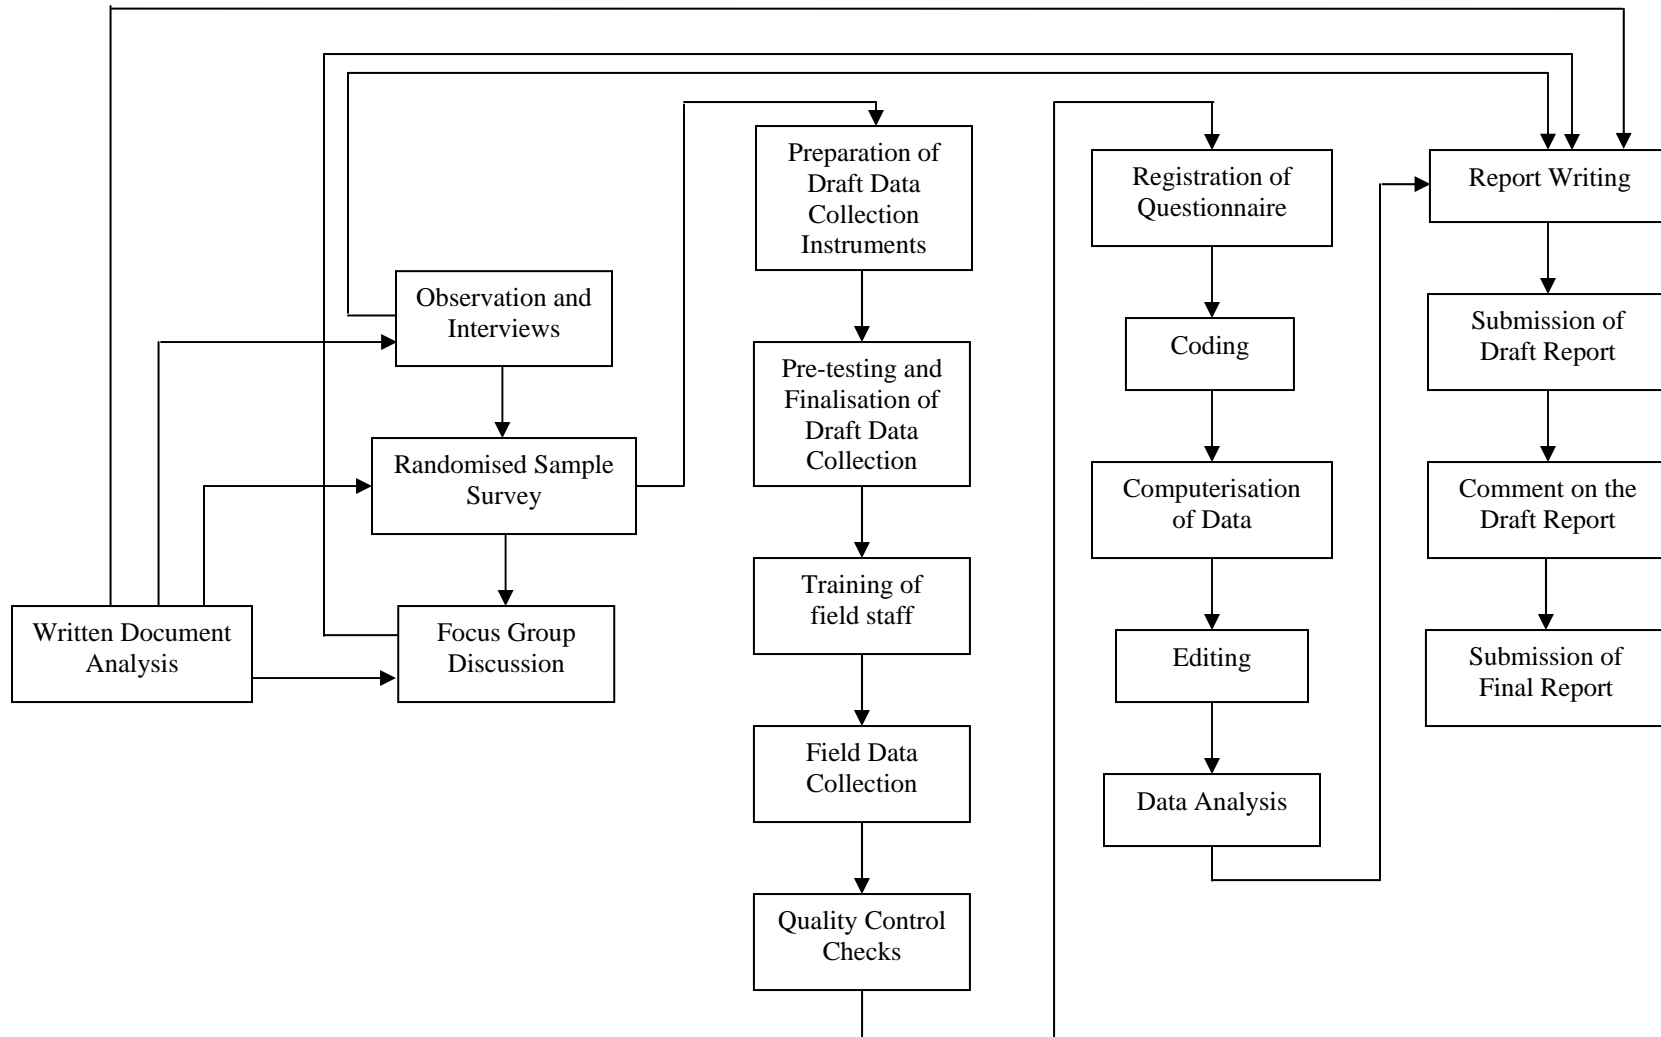 Written Document
Analysis
Observation and
Interviews
Randomised Sample
Survey
Focus Group
Discussion
Preparation of
Draft Data
Collection
Instruments
Pre-testing and
Finalisation of
Draft Data
Collection
Training of
field staff
Field Data
Collection
Quality Control
Checks
Registration of
Questionnaire
Coding
Computerisation
of Data
Editing
Data Analysis
Report Writing
Submission of
Draft Report
Comment on the
Draft Report
Submission of
Final Report